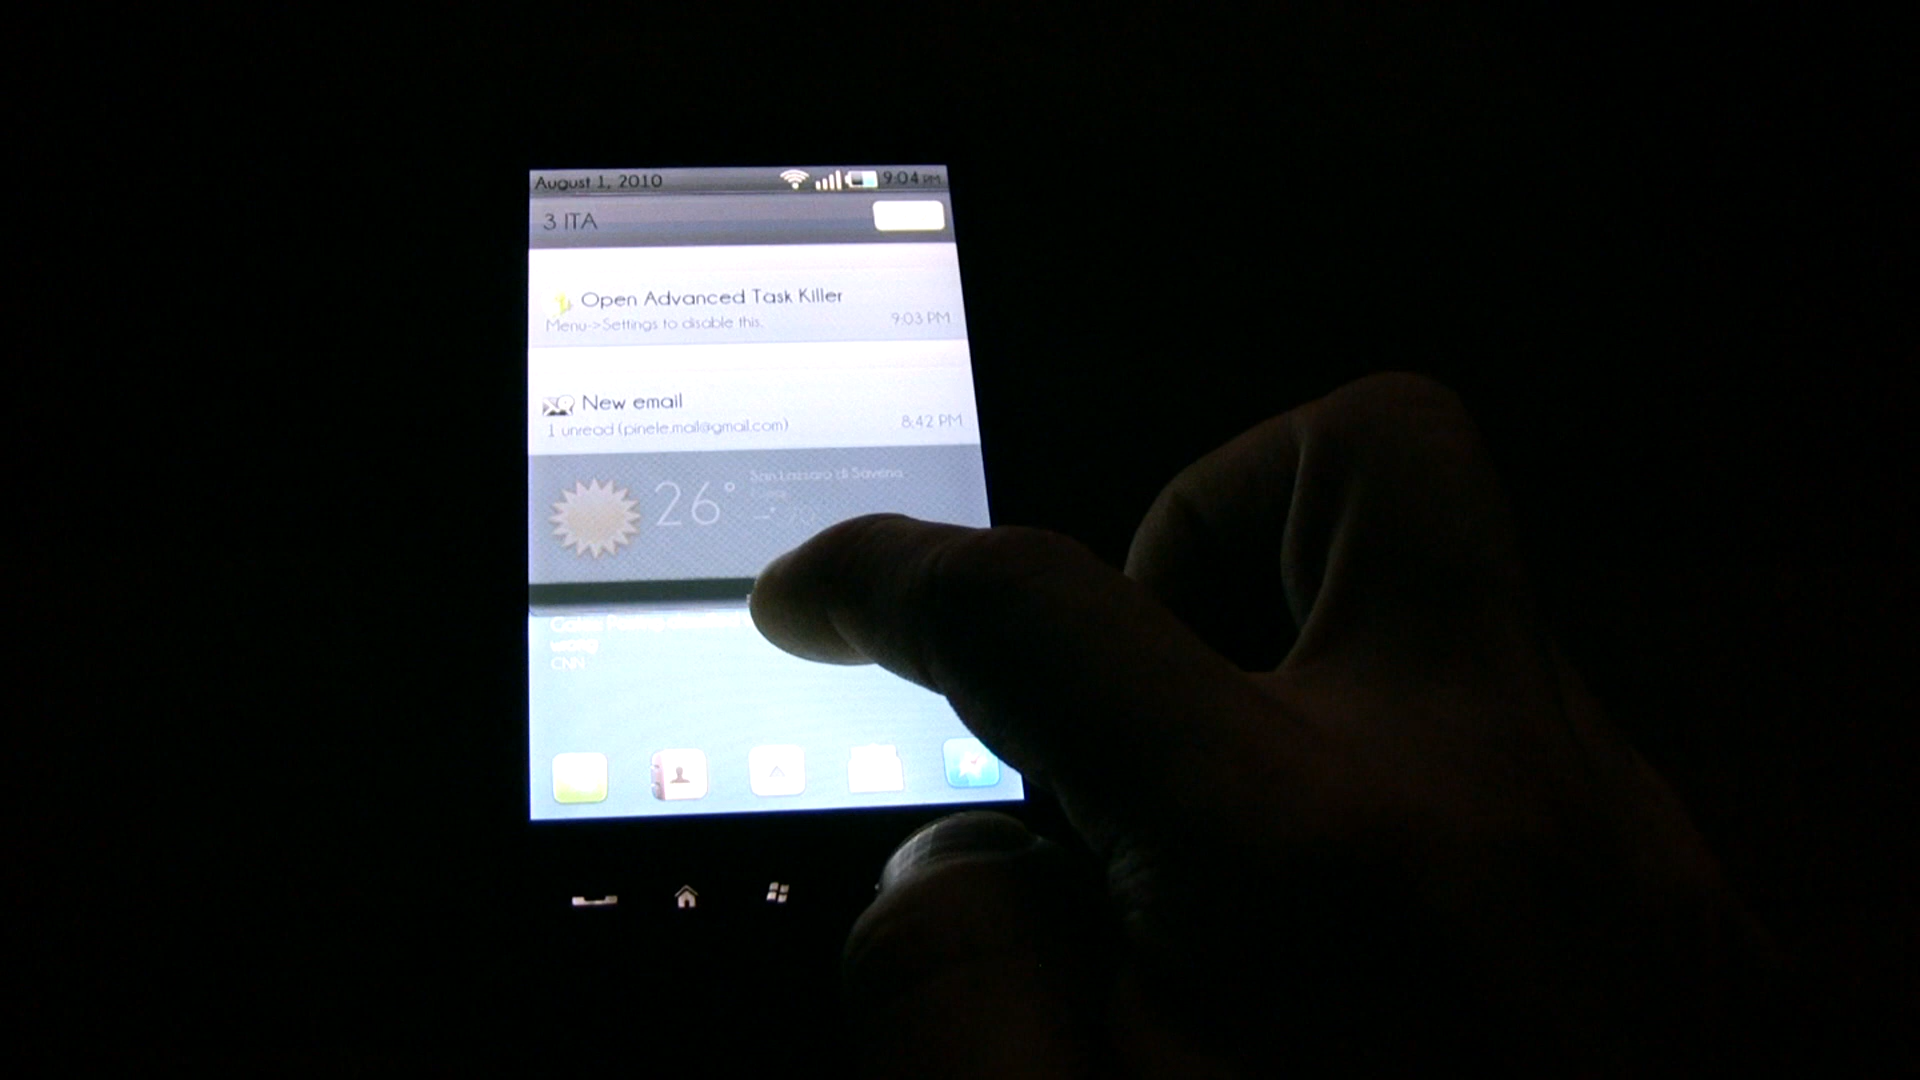 August 1, 2010 9:04 PM
3 ITA
Open Advanced Task Killer
Menu->Settings to disable this. 9:03 PM
New email
1 unread (pinele.mail@gmail.com) 8:42 PM
26° San Lazzaro di Savena
wrong
CNN